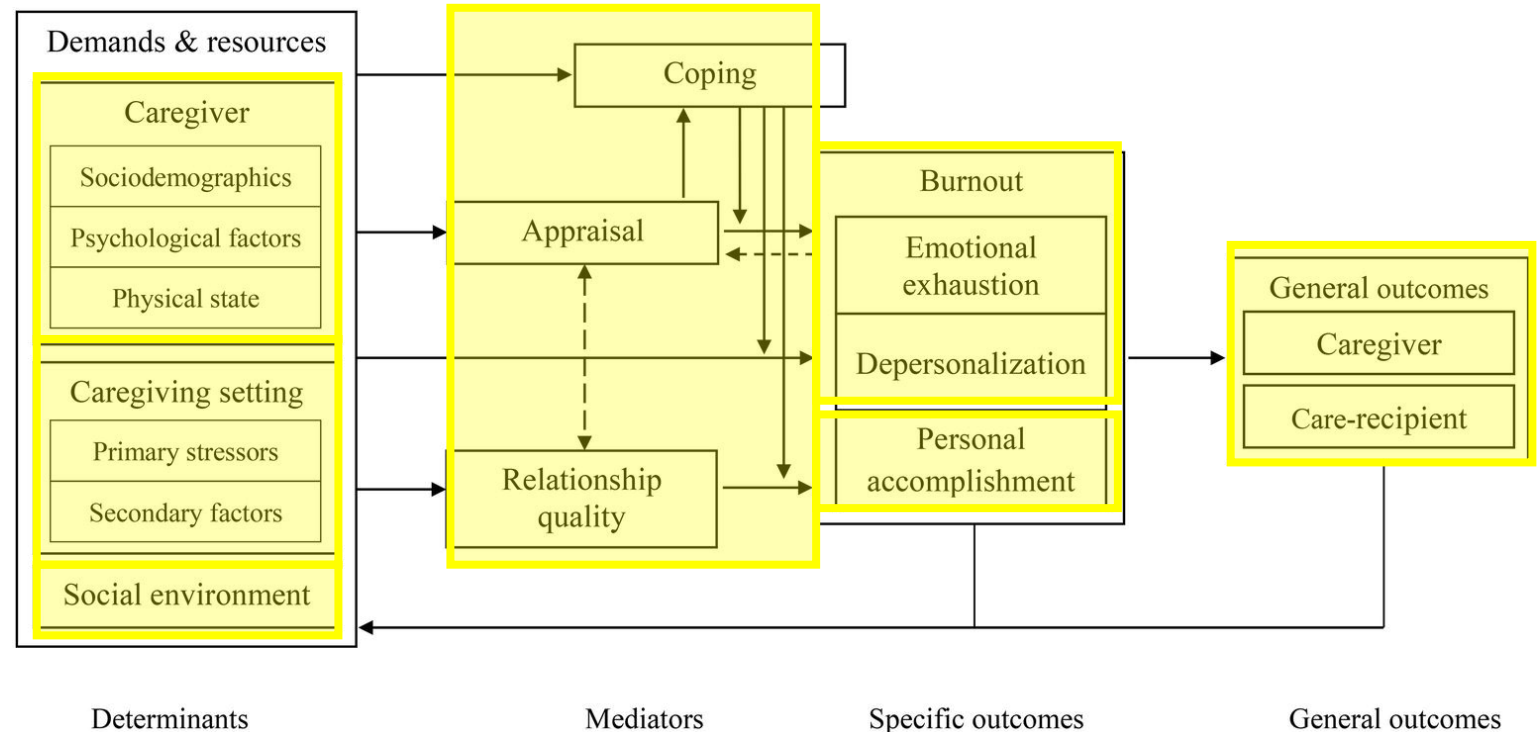 Demands & resources
Caregiver
Sociodemographics
Psychological factors
Physical state
Caregiving setting
Primary stressors
Secondary factors
Social environment
Coping
Appraisal
Relationship
quality
Burnout
Emotional
exhaustion
Depersonalization
Personal
accomplishment
General outcomes
Caregiver
Care-recipient
Determinants
Mediators
Specific outcomes
General outcomes